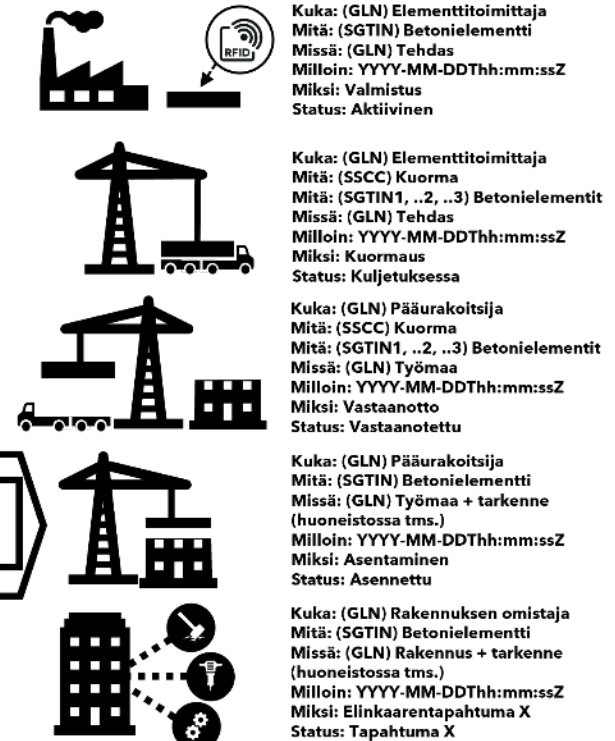 RFID
Kuka: (GLN) Elementtitoimittaja
Mitä: (SGTIN) Betonielementti
Missä: (GLN) Tehdas
Milloin: YYYY-MM-DDThh:mm:ssZ
Miksi: Valmistus
Status: Aktiivinen
Kuka: (GLN) Elementtitoimittaja
Mitä: (SSCC) Kuorma
Mitä: (SGTIN1, ..2, ..3) Betonielementit
Missä: (GLN) Tehdas
Milloin: YYYY-MM-DDThh:mm:ssZ
Miksi: Kuormaus
Status: Kuljetuksessa
Kuka: (GLN) Pääurakoitsija
Mitä: (SSCC) Kuorma
Mitä: (SGTIN1, ..2, ..3) Betonielementit
Missä: (GLN) Työmaa
Milloin: YYYY-MM-DDThh:mm:ssZ
Miksi: Vastaanotto
Status: Vastaanotettu
Kuka: (GLN) Pääurakoitsija
Mitä: (SGTIN) Betonielementti
Missä: (GLN) Työmaa + tarkenne
(huoneistossa tms.)
Milloin: YYYY-MM-DDThh:mm:ssZ
Miksi: Asentaminen
Status: Asennettu
Kuka: (GLN) Rakennuksen omistaja
Mitä: (SGTIN) Betonielementti
Missä: (GLN) Rakennus + tarkenne
(huoneistossa tms.)
Milloin: YYYY-MM-DDThh:mm:ssZ
Miksi: Elinkaarentapahtuma X
Status: Tapahtuma X